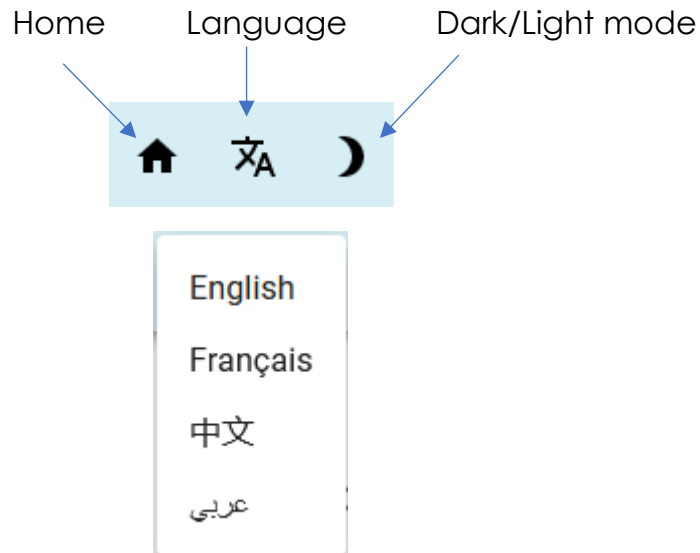 Home Language Dark/Light mode
English
Français
中文
عربي